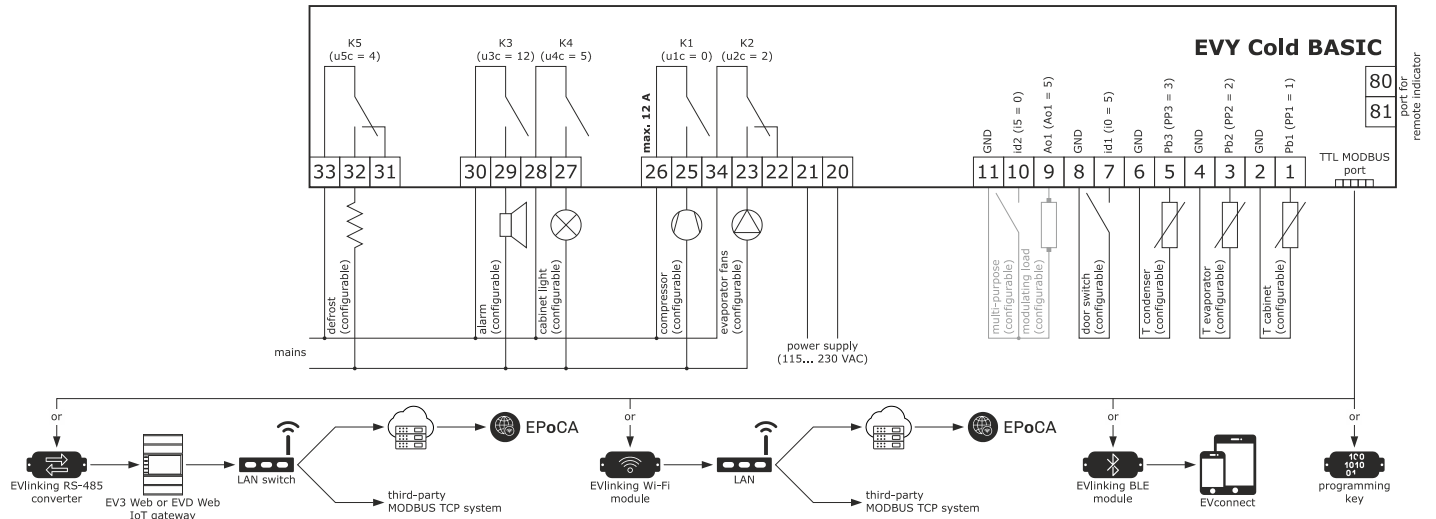 K5
(u5c = 4)
K3
(u3c = 12)
K4
(u4c = 5)
K1
(u1c = 0)
K2
(u2c = 2)
EVY Cold BASIC
max. 12 A
GND
id2 (i5 = 0)
Ao1 (Ao1 = 5)
GND
id1 (i0 = 5)
GND
Pb3 (PP3 = 3)
GND
Pb2 (PP2 = 2)
GND
Pb1 (PP1 = 1)
80
81
port for
remote indicator
TTL MODBUS
port
33 32 31
30 29 28 27
26 25 34 23 22 21 20
11 10 9 8 7 6 5 4 3 2 1
defrost
(configurable)
alarm
(configurable)
cabinet light
(configurable)
compressor
(configurable)
evaporator fans
(configurable)
multi-purpose
(configurable)
modulating load
(configurable)
door switch
(configurable)
T condenser
(configurable)
T evaporator
(configurable)
T cabinet
(configurable)
mains
power supply
(115... 230 VAC)
or
or
or
or
EVlinking RS-485
converter
EV3 Web or EVD Web
IoT gateway
LAN switch
EPoCA
third-party
MODBUS TCP system
EVlinking Wi-Fi
module
LAN
EPoCA
third-party
MODBUS TCP system
EVlinking BLE
module
EVconnect
100
1010
01
programming
key